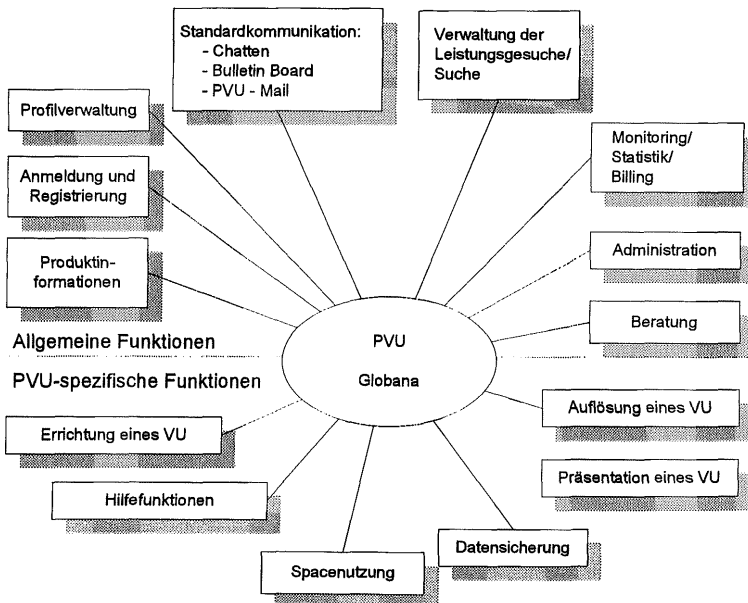 Standardkommunikation:
- Chatten
- Bulletin Board
- PVU - Mail
Verwaltung der
Leistungsgesuche/
Suche
Profilverwaltung
Monitoring/
Statistik/
Billing
Anmeldung und
Registrierung
Administration
Produktin-
formationen
Beratung
Allgemeine Funktionen
PVU
Globana
PVU-spezifische Funktionen
Auflösung eines VU
Errichtung eines VU
Präsentation eines VU
Hilfefunktionen
Datensicherung
Spacenutzung